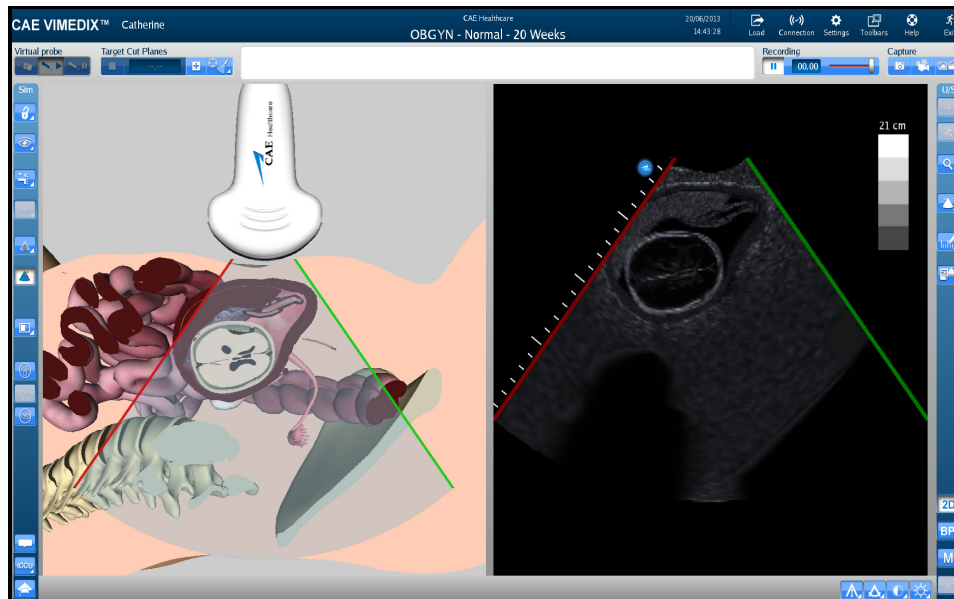 CAE VIMEDIX™ Catherine
CAE Healthcare
OBGYN - Normal - 20 Weeks
20/06/2013
14:43:28
Load
Connection
Settings
Toolbars
Help
Virtual probe
Target Cut Planes
--,--
Recording
00.00
Capture
Sim
CAE Healthcare
21 cm
2D
M